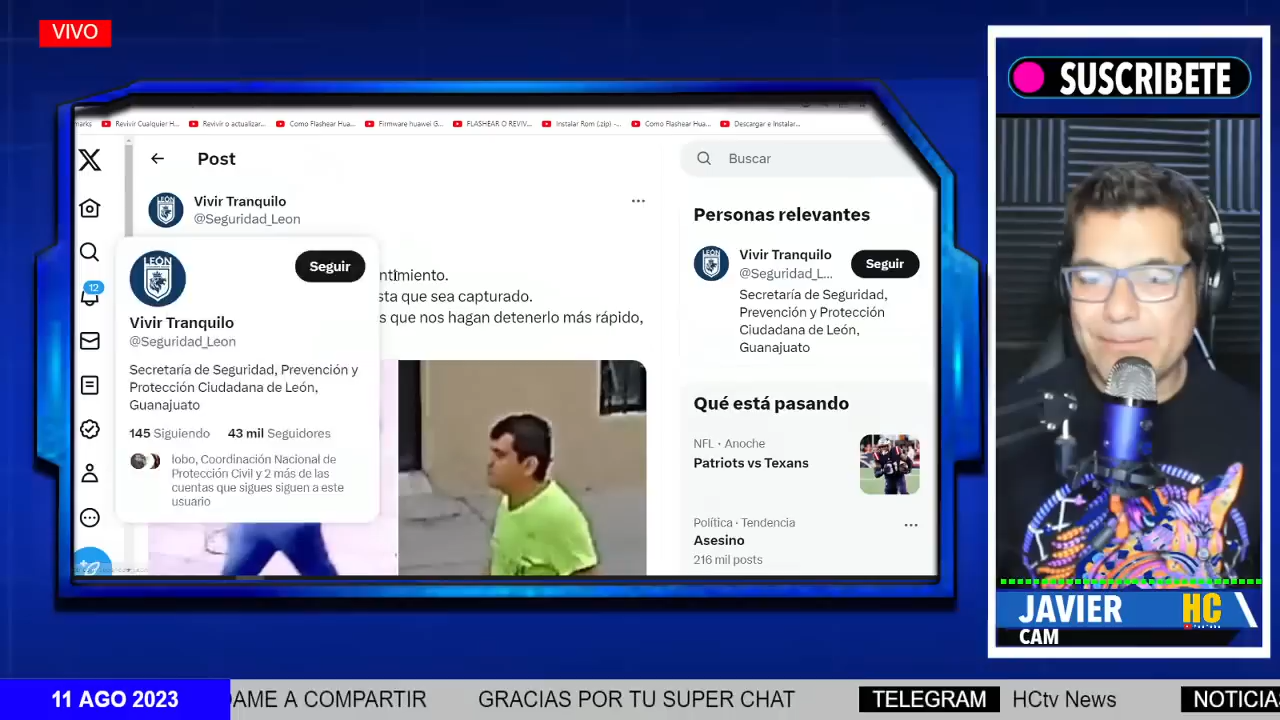 VIVO
marks
Revivir Cualquier H...
Revivir o actualizar...
Como Flashear Hua...
Firmware huawei G...
FLASHEAR O REVIV...
Instalar Rom (.zip) -...
Como Flashear Hua...
Descargar e Instalar...
Post
Buscar
Vivir Tranquilo
@Seguridad_Leon
ntimiento.
sta que sea capturado.
s que nos hagan detenerlo más rápido,
12
LEÓN
Seguir
Vivir Tranquilo
@Seguridad_Leon
Secretaría de Seguridad, Prevención y
Protección Ciudadana de León,
Guanajuato
145 Siguiendo 43 mil Seguidores
lobo, Coordinación Nacional de
Protección Civil y 2 más de las
cuentas que sigues siguen a este
usuario
Personas relevantes
Vivir Tranquilo
@Seguridad_L...
Seguir
Secretaría de Seguridad,
Prevención y Protección
Ciudadana de León,
Guanajuato
Qué está pasando
NFL · Anoche
Patriots vs Texans
Política · Tendencia
Asesino
216 mil posts
SUSCRIBETE
JAVIER
HC
CAM
11 AGO 2023
DAME A COMPARTIR
GRACIAS POR TU SUPER CHAT
TELEGRAM
HCtv News
NOTICIAS